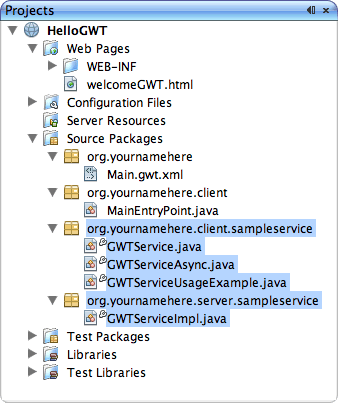 Projects
HelloGWT
Web Pages
WEB-INF
welcomeGWT.html
Configuration Files
Server Resources
Source Packages
org.yournamehere
Main.gwt.xml
org.yournamehere.client
MainEntryPoint.java
org.yournamehere.client.sampleservice
GWTService.java
GWTServiceAsync.java
GWTServiceUsageExample.java
org.yournamehere.server.sampleservice
GWTServiceImpl.java
Test Packages
Libraries
Test Libraries